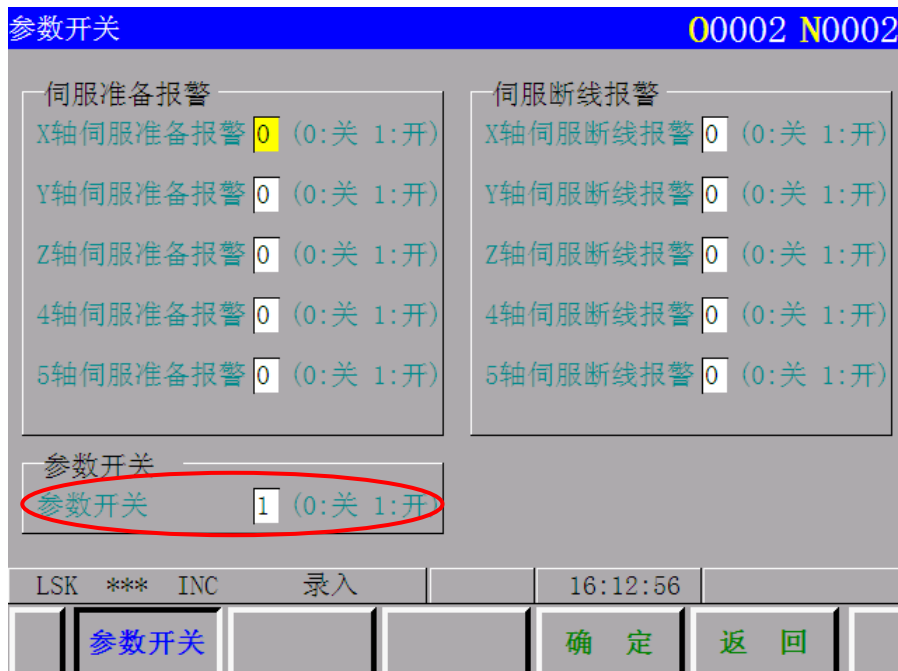 参数开关 O0002 N0002
伺服准备报警
X轴伺服准备报警 0 (0:关 1:开)
Y轴伺服准备报警 0 (0:关 1:开)
Z轴伺服准备报警 0 (0:关 1:开)
4轴伺服准备报警 0 (0:关 1:开)
5轴伺服准备报警 0 (0:关 1:开)
伺服断线报警
X轴伺服断线报警 0 (0:关 1:开)
Y轴伺服断线报警 0 (0:关 1:开)
Z轴伺服断线报警 0 (0:关 1:开)
4轴伺服断线报警 0 (0:关 1:开)
5轴伺服断线报警 0 (0:关 1:开)
参数开关
参数开关 1 (0:关 1:开)
LSK *** INC 录入 16:12:56
参数开关 确 定 返 回